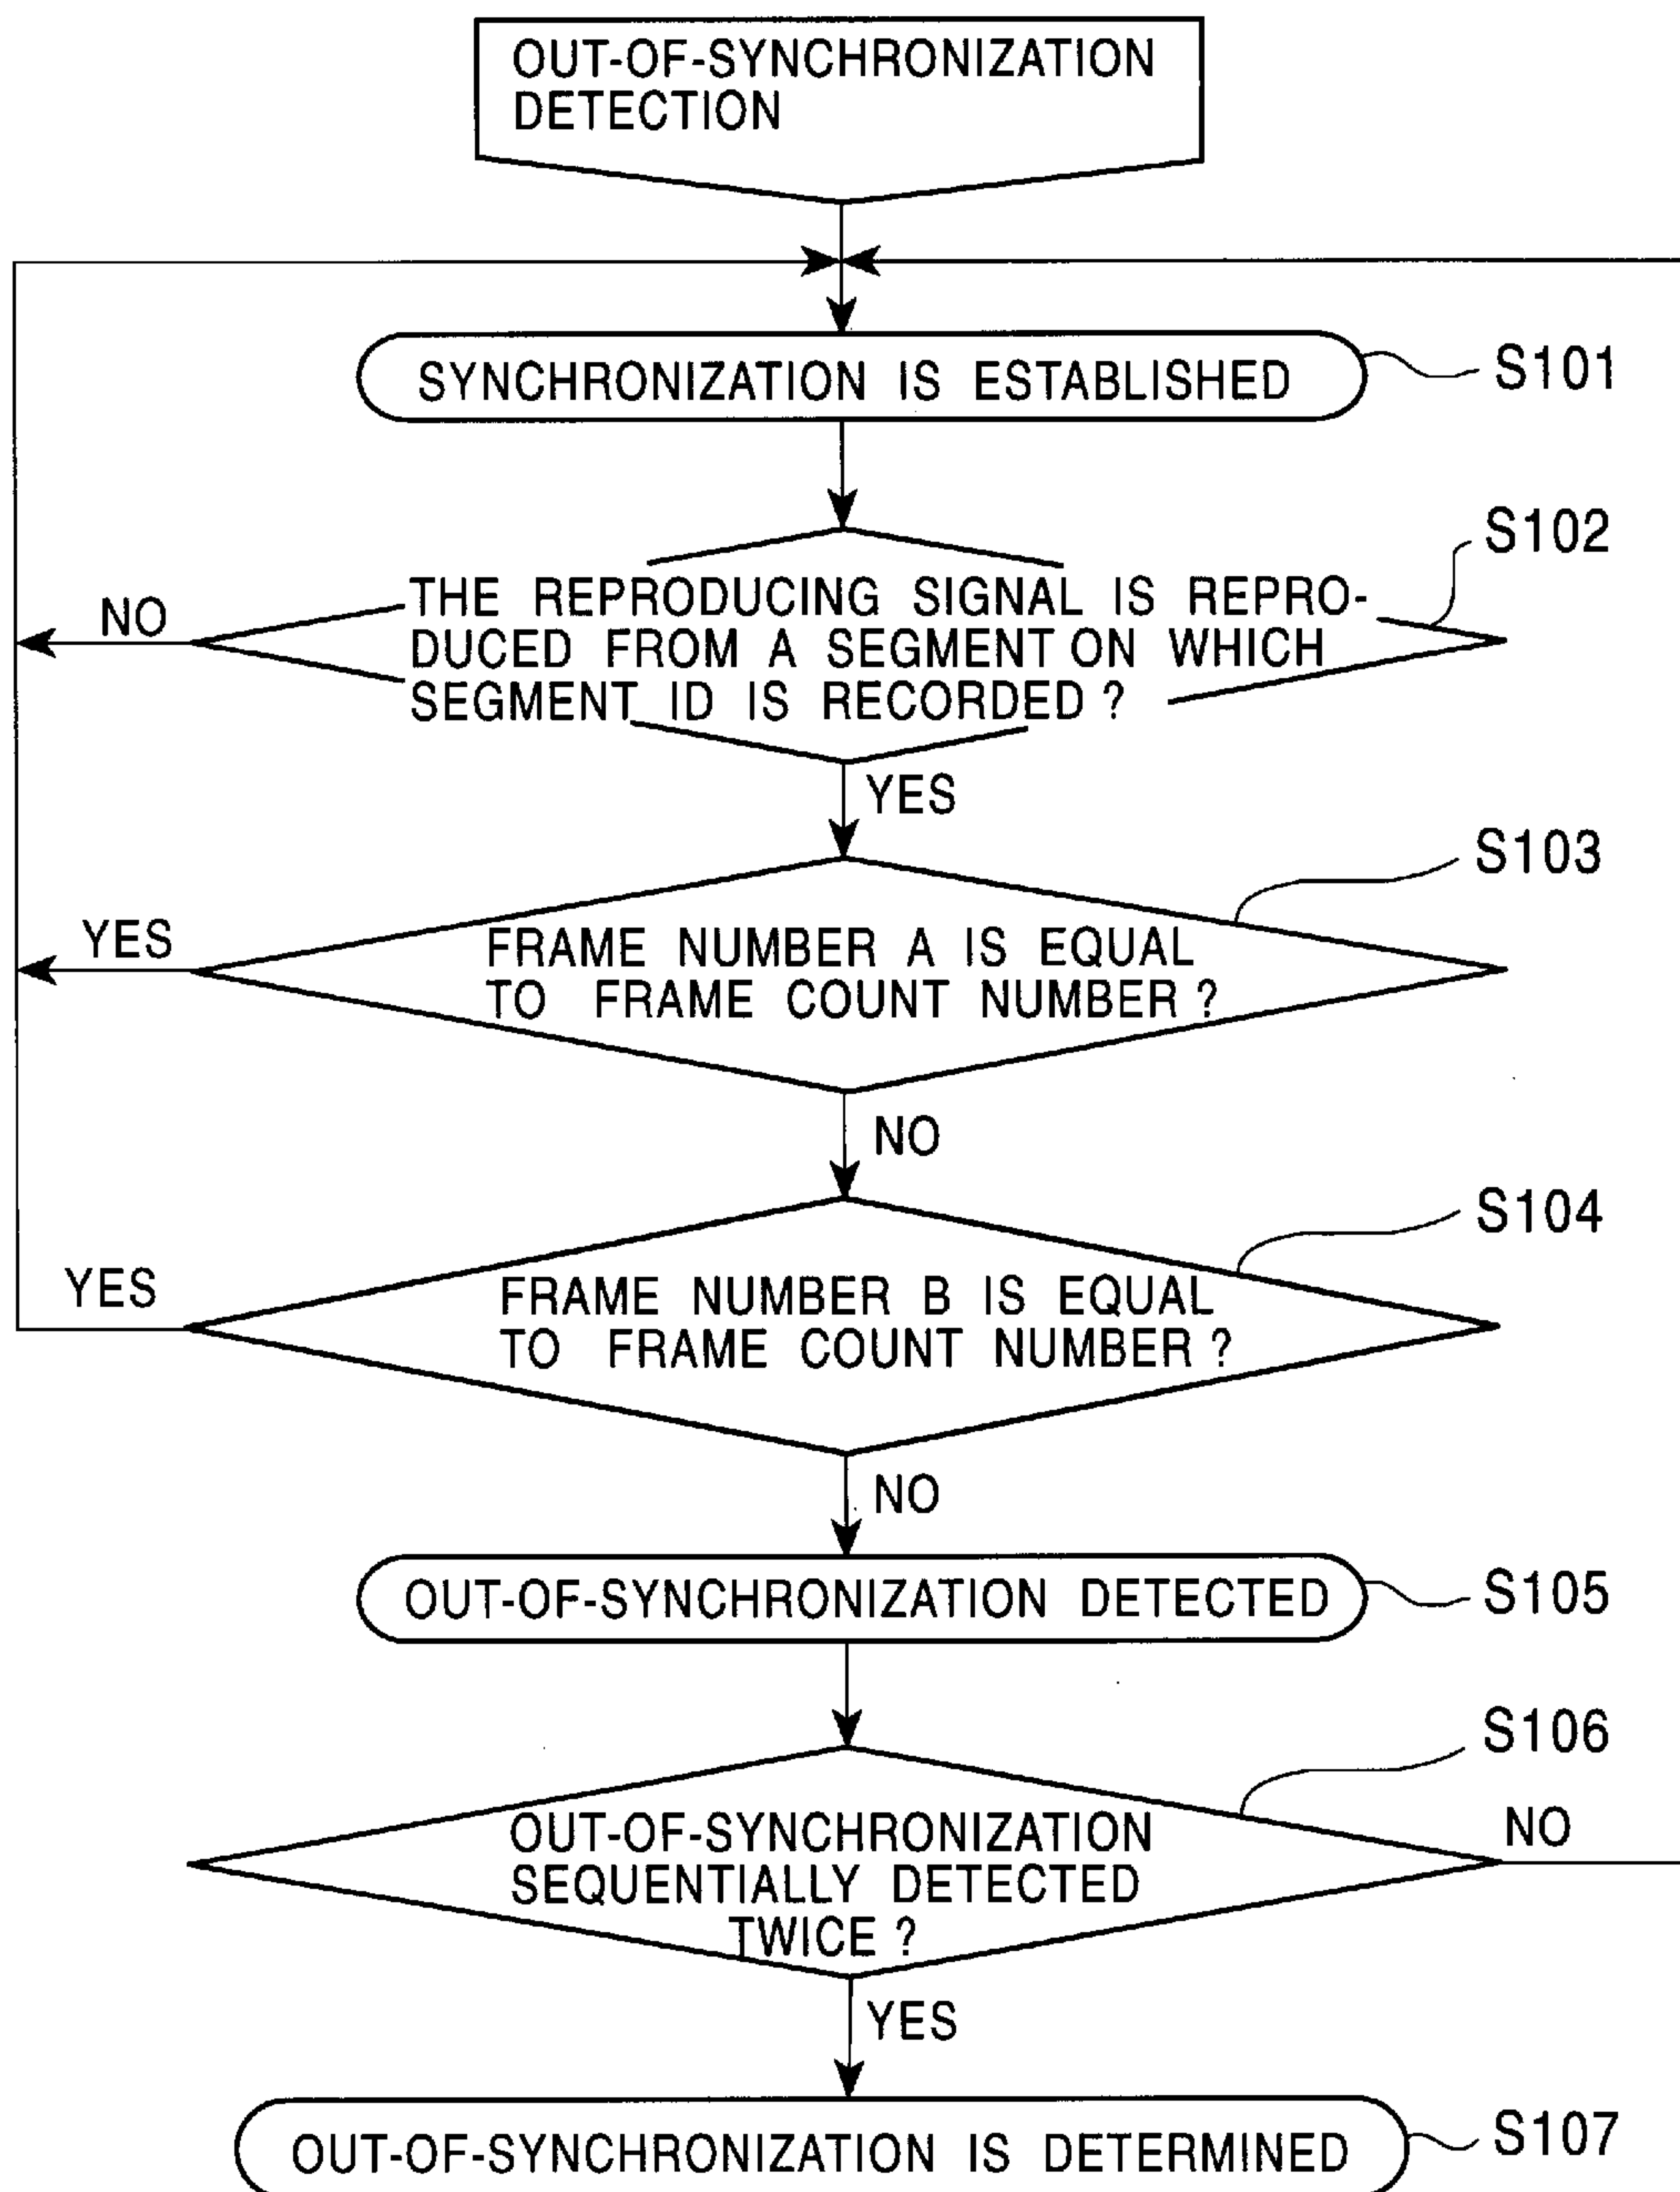 OUT-OF-SYNCHRONIZATION
DETECTION
SYNCHRONIZATION IS ESTABLISHED
S101
S102
THE REPRODUCING SIGNAL IS REPRO-
DUCED FROM A SEGMENT ON WHICH
SEGMENT ID IS RECORDED ?
NO
YES
S103
FRAME NUMBER A IS EQUAL
TO FRAME COUNT NUMBER ?
YES
NO
S104
FRAME NUMBER B IS EQUAL
TO FRAME COUNT NUMBER ?
YES
NO
OUT-OF-SYNCHRONIZATION DETECTED
S105
S106
OUT-OF-SYNCHRONIZATION
SEQUENTIALLY DETECTED
TWICE ?
NO
YES
OUT-OF-SYNCHRONIZATION IS DETERMINED
S107